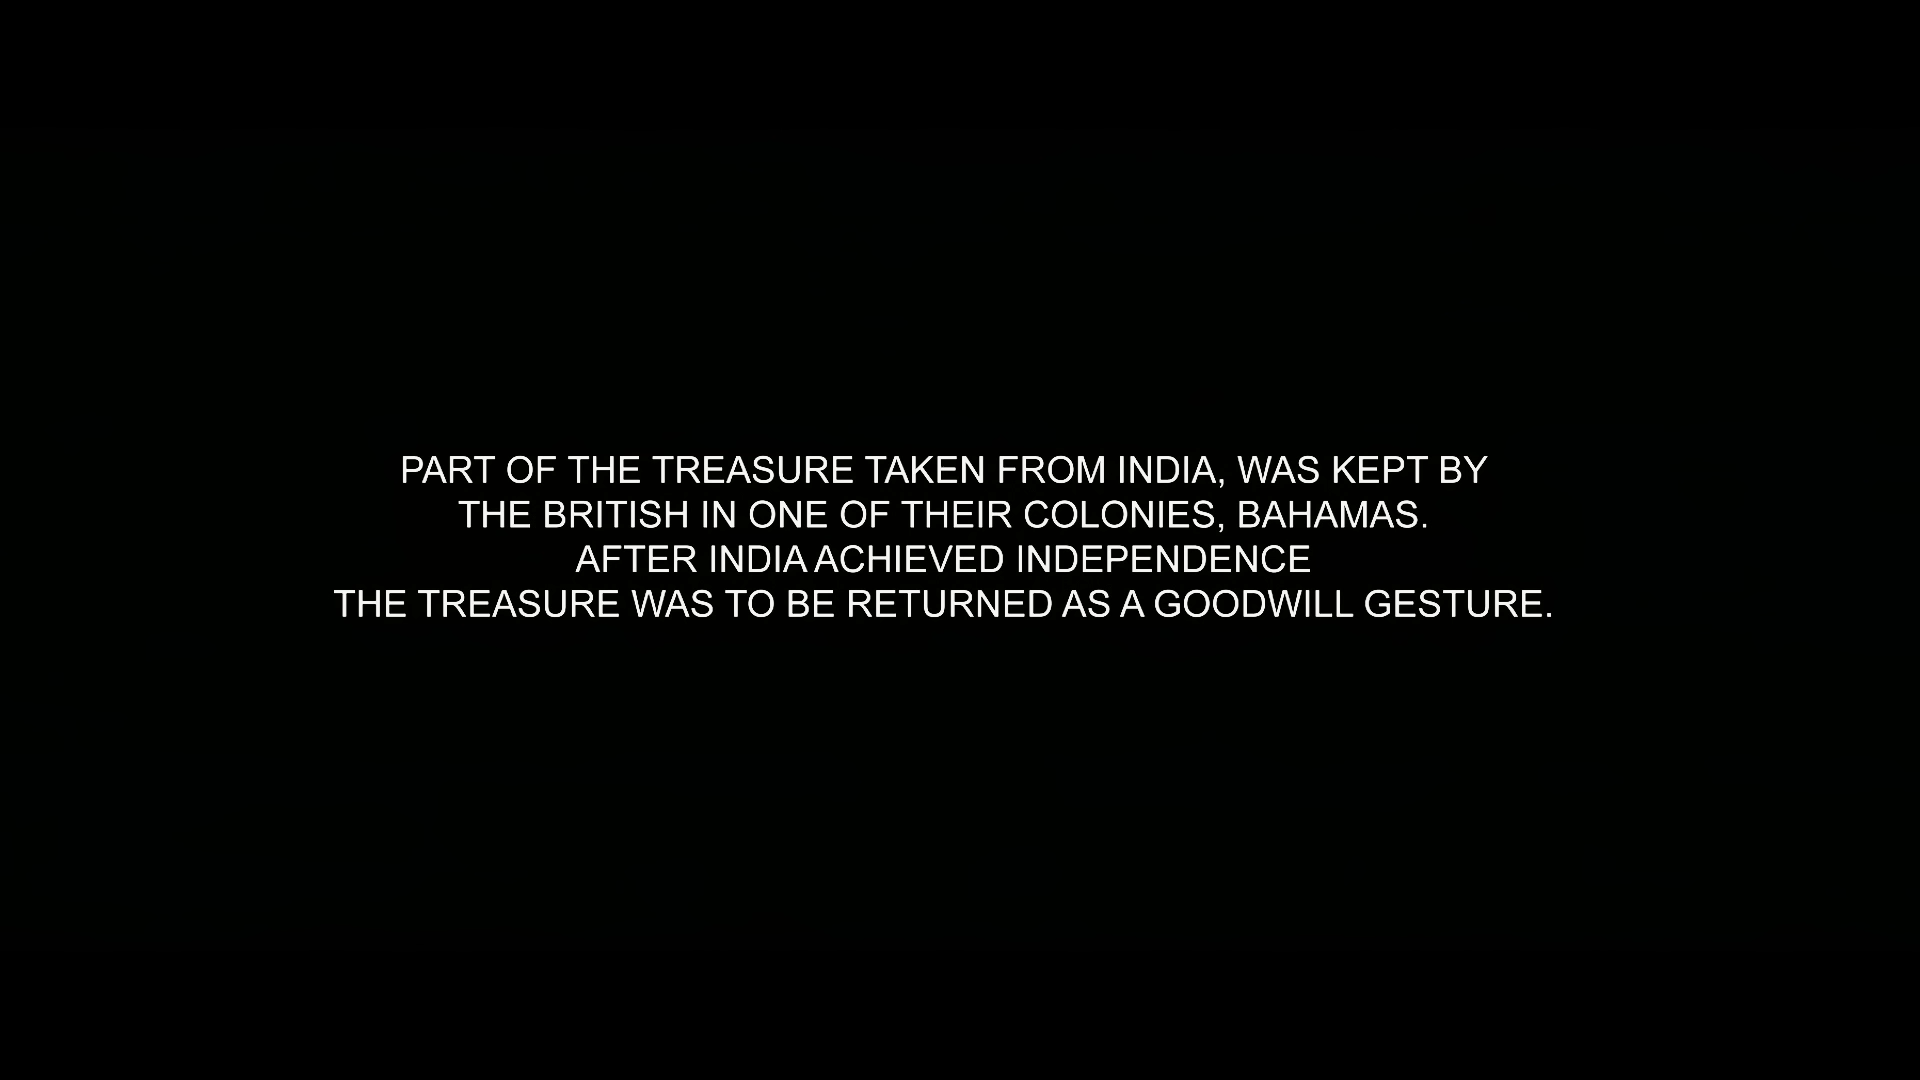 PART OF THE TREASURE TAKEN FROM INDIA, WAS KEPT BY
THE BRITISH IN ONE OF THEIR COLONIES, BAHAMAS.
AFTER INDIA ACHIEVED INDEPENDENCE
THE TREASURE WAS TO BE RETURNED AS A GOODWILL GESTURE.